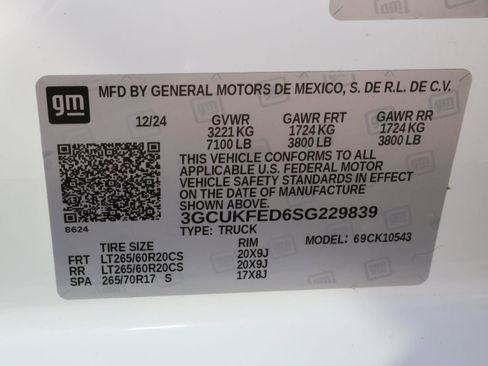 gm
MFD BY GENERAL MOTORS DE MEXICO, S. DE R.L. DE C.V.
12/24 GVWR GAWR FRT GAWR RR
3221 KG 1724 KG 1724 KG
7100 LB 3800 LB 3800 LB
THIS VEHICLE CONFORMS TO ALL
APPLICABLE U.S. FEDERAL MOTOR
VEHICLE SAFETY STANDARDS IN EFFECT
ON THE DATE OF MANUFACTURE
SHOWN ABOVE.
3GCUKFED6SG229839
8624
TYPE: TRUCK
TIRE SIZE RIM MODEL: 69CK10543
FRT LT265/60R20CS 20X9J
RR LT265/60R20CS 20X9J
SPA 265/70R17 S 17X8J